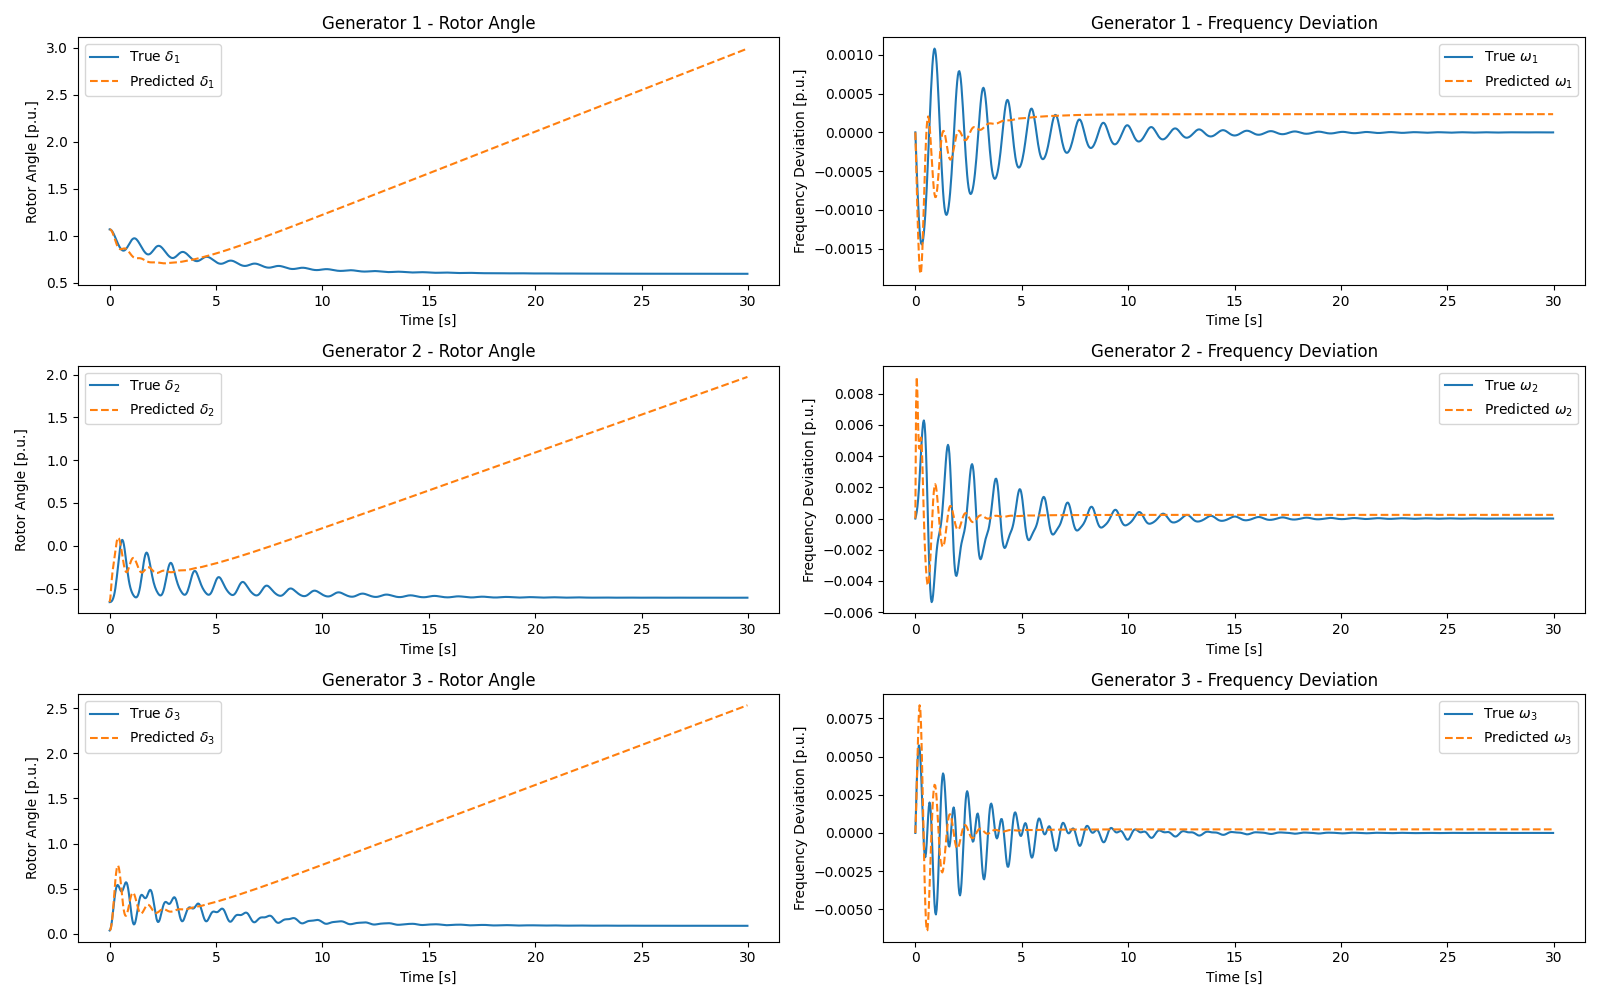 Generator 1 - Rotor Angle
True δ1
Predicted δ1
Rotor Angle [p.u.]
3.0
2.5
2.0
1.5
1.0
0.5
0 5 10 15 20 25 30
Time [s]
Generator 1 - Frequency Deviation
True ω1
Predicted ω1
Frequency Deviation [p.u.]
0.0010
0.0005
0.0000
−0.0005
−0.0010
−0.0015
0 5 10 15 20 25 30
Time [s]
Generator 2 - Rotor Angle
True δ2
Predicted δ2
Rotor Angle [p.u.]
2.0
1.5
1.0
0.5
0.0
−0.5
0 5 10 15 20 25 30
Time [s]
Generator 2 - Frequency Deviation
True ω2
Predicted ω2
Frequency Deviation [p.u.]
0.008
0.006
0.004
0.002
0.000
−0.002
−0.004
−0.006
0 5 10 15 20 25 30
Time [s]
Generator 3 - Rotor Angle
True δ3
Predicted δ3
Rotor Angle [p.u.]
2.5
2.0
1.5
1.0
0.5
0.0
0 5 10 15 20 25 30
Time [s]
Generator 3 - Frequency Deviation
True ω3
Predicted ω3
Frequency Deviation [p.u.]
0.0075
0.0050
0.0025
0.0000
−0.0025
−0.0050
0 5 10 15 20 25 30
Time [s]